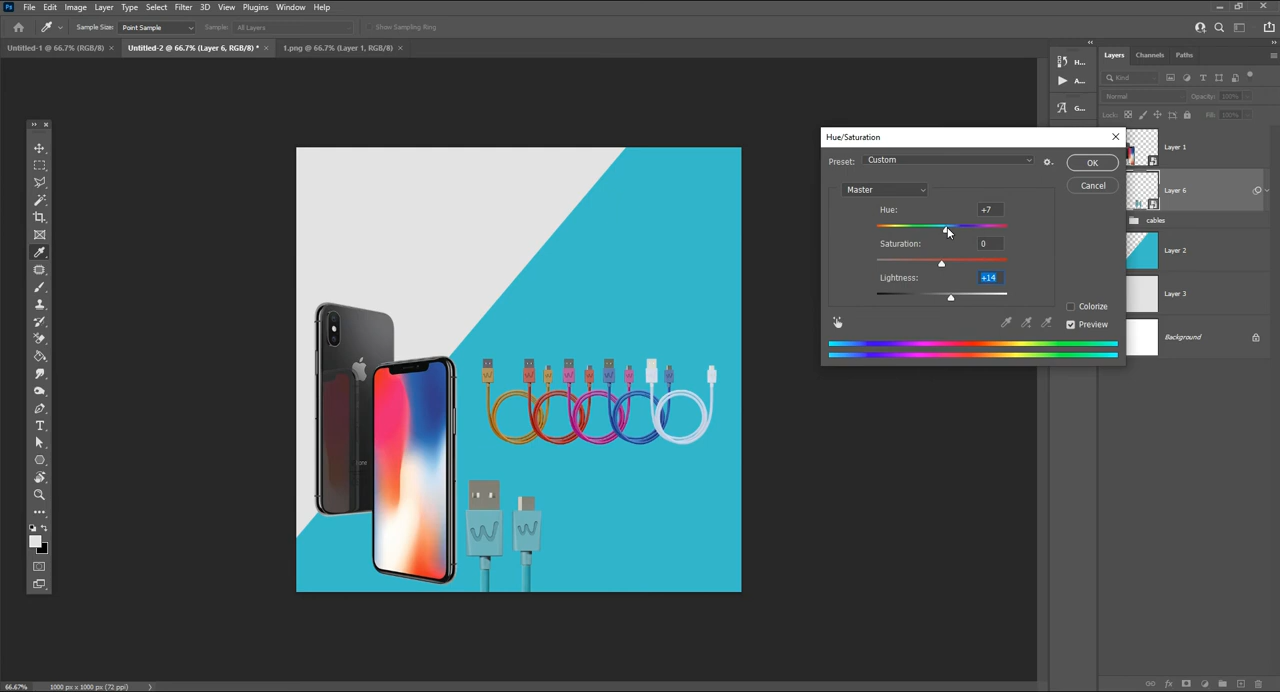 Ps File Edit Image Layer Type Select Filter 3D View Plugins Window Help
Sample Size: Point Sample Sample: All Layers Show Sampling Ring
Untitled-1 @ 66.7% (RGB/8) × Untitled-2 @ 66.7% (Layer 6, RGB/8) * × 1.png @ 66.7% (Layer 1, RGB/8) ×
Layers Channels Paths
H...
Kind
A...
Normal Opacity: 100%
G...
Lock: Fill: 100%
Hue/Saturation
Layer 1
Preset: Custom
OK
Cancel
Master
Layer 6
Hue: +7
cables
Saturation: 0
Layer 2
Lightness: +14
Layer 3
Colorize
Preview
Background
W W W W W W W W
W W
66.67% 1000 px x 1000 px (72 ppi)